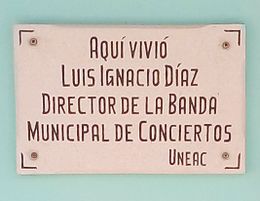 AQUÍ VIVIÓ
LUIS IGNACIO DÍAZ
DIRECTOR DE LA BANDA
MUNICIPAL DE CONCIERTOS
UNEAC